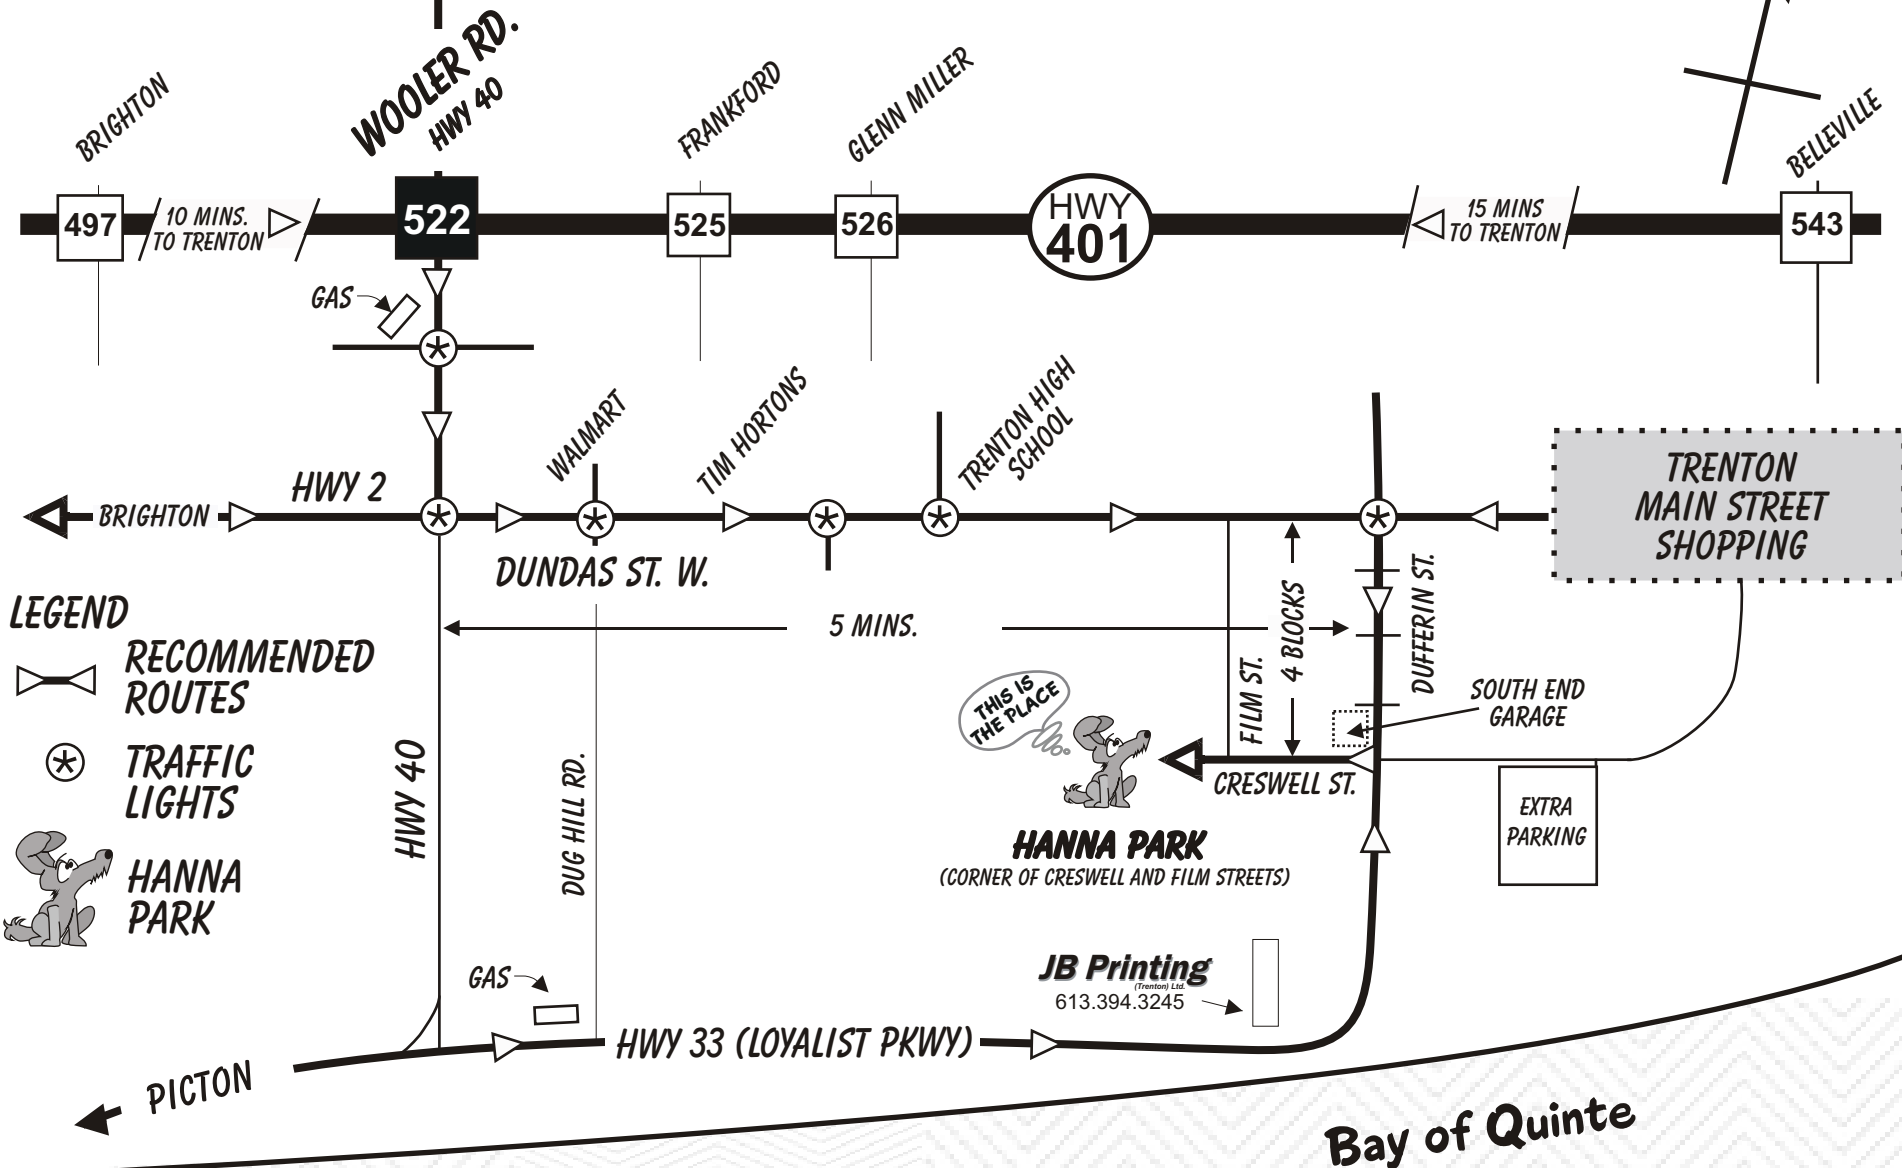 WOOLER RD.
HWY 40
BRIGHTON
FRANKFORD
GLENN MILLER
BELLEVILLE
497
10 MINS.
TO TRENTON
522
525
526
HWY
401
15 MINS
TO TRENTON
543
GAS
WALMART
TIM HORTONS
TRENTON HIGH
SCHOOL
HWY 2
BRIGHTON
DUNDAS ST. W.
TRENTON
MAIN STREET
SHOPPING
LEGEND
RECOMMENDED
ROUTES
TRAFFIC
LIGHTS
HANNA
PARK
5 MINS.
4 BLOCKS
FILM ST.
DUFFERIN ST.
SOUTH END
GARAGE
THIS IS
THE PLACE
CRESWELL ST.
HWY 40
DUG HILL RD.
EXTRA
PARKING
HANNA PARK
(CORNER OF CRESWELL AND FILM STREETS)
JB Printing
(Trenton) Ltd.
613.394.3245
GAS
HWY 33 (LOYALIST PKWY)
PICTON
Bay of Quinte